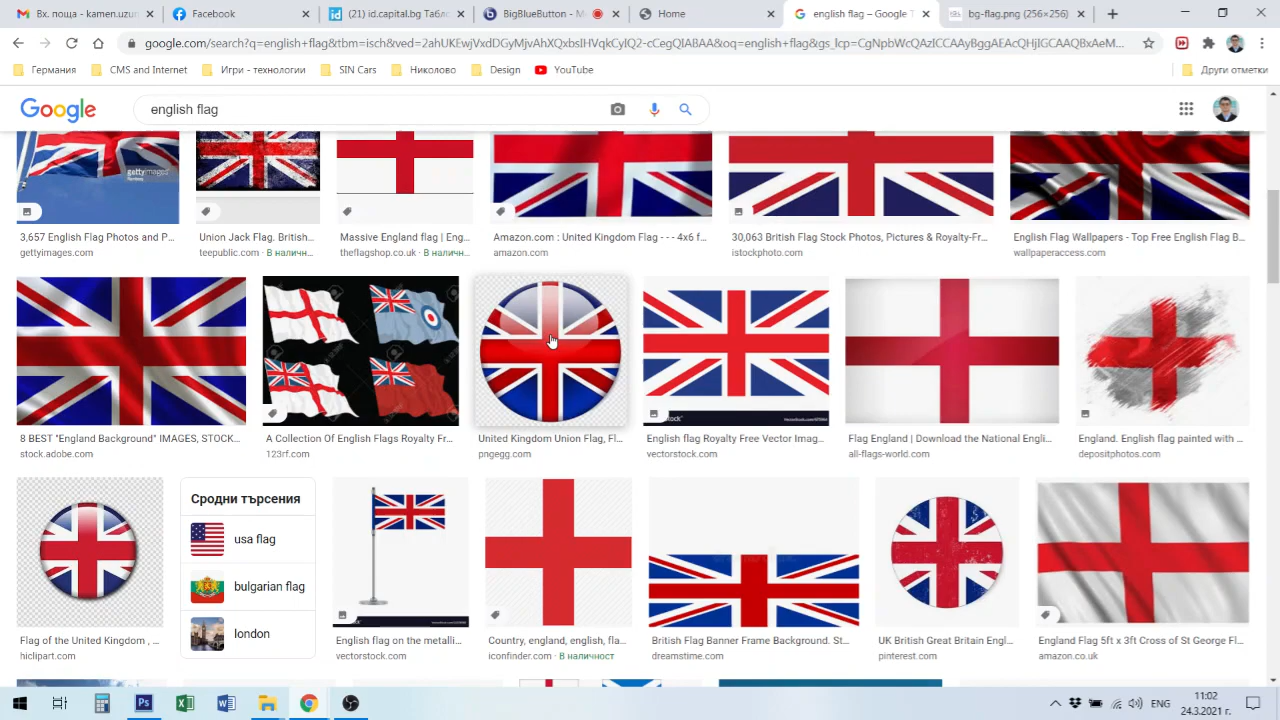 M Gmail - kamen.uzun
Facebook
(21) id.capital.bg Табл
BigBlueButton - М
Home
english flag – Google Т
bg-flag.png (256×256)
google.com/search?q=english+flag&tbm=isch&ved=2ahUKEwjVxdDGyMjvAhXQxbsIHVqkCyIQ2-cCegQIABAA&oq=english+flag&gs_lcp=CgNpbWcQAzICCAAyBggAEAcQHjIGCAAQBxAeM...
Германия
CMS and Internet
Игри - технологии
SIN Cars
Николово
Design
YouTube
Други отметки
Google
english flag
gettyimages
3,657 English Flag Photos and P...
gettyimages.com
Union Jack Flag. British...
teepublic.com · В наличн...
Massive England flag | Eng...
theflagshop.co.uk · В наличн...
Amazon.com : United Kingdom Flag - - - 4x6 f...
amazon.com
30,063 British Flag Stock Photos, Pictures & Royalty-Fr...
istockphoto.com
English Flag Wallpapers - Top Free English Flag B...
wallpaperaccess.com
8 BEST "England Background" IMAGES, STOCK...
stock.adobe.com
A Collection Of English Flags Royalty Fr...
123rf.com
United Kingdom Union Flag, Fl...
pngegg.com
English flag Royalty Free Vector Imag...
vectorstock.com
Flag England | Download the National Engli...
all-flags-world.com
England. English flag painted with ...
depositphotos.com
Flag of the United Kingdom , ...
hiclipart.com
Сродни търсения
usa flag
bulgarian flag
london
English flag on the metalli...
vectorstock.com
Country, england, english, fla...
iconfinder.com · В наличност
British Flag Banner Frame Background. St...
dreamstime.com
UK British Great Britain Engl...
pinterest.com
England Flag 5ft x 3ft Cross of St George Fl...
amazon.co.uk
ENG
11:02
24.3.2021 г.